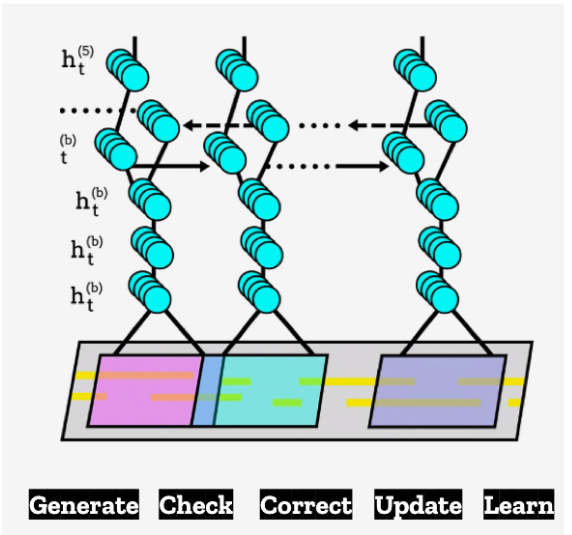 h_t^(5)
t^(b)
h_t^(b)
h_t^(b)
h_t^(b)
Generate Check Correct Update Learn